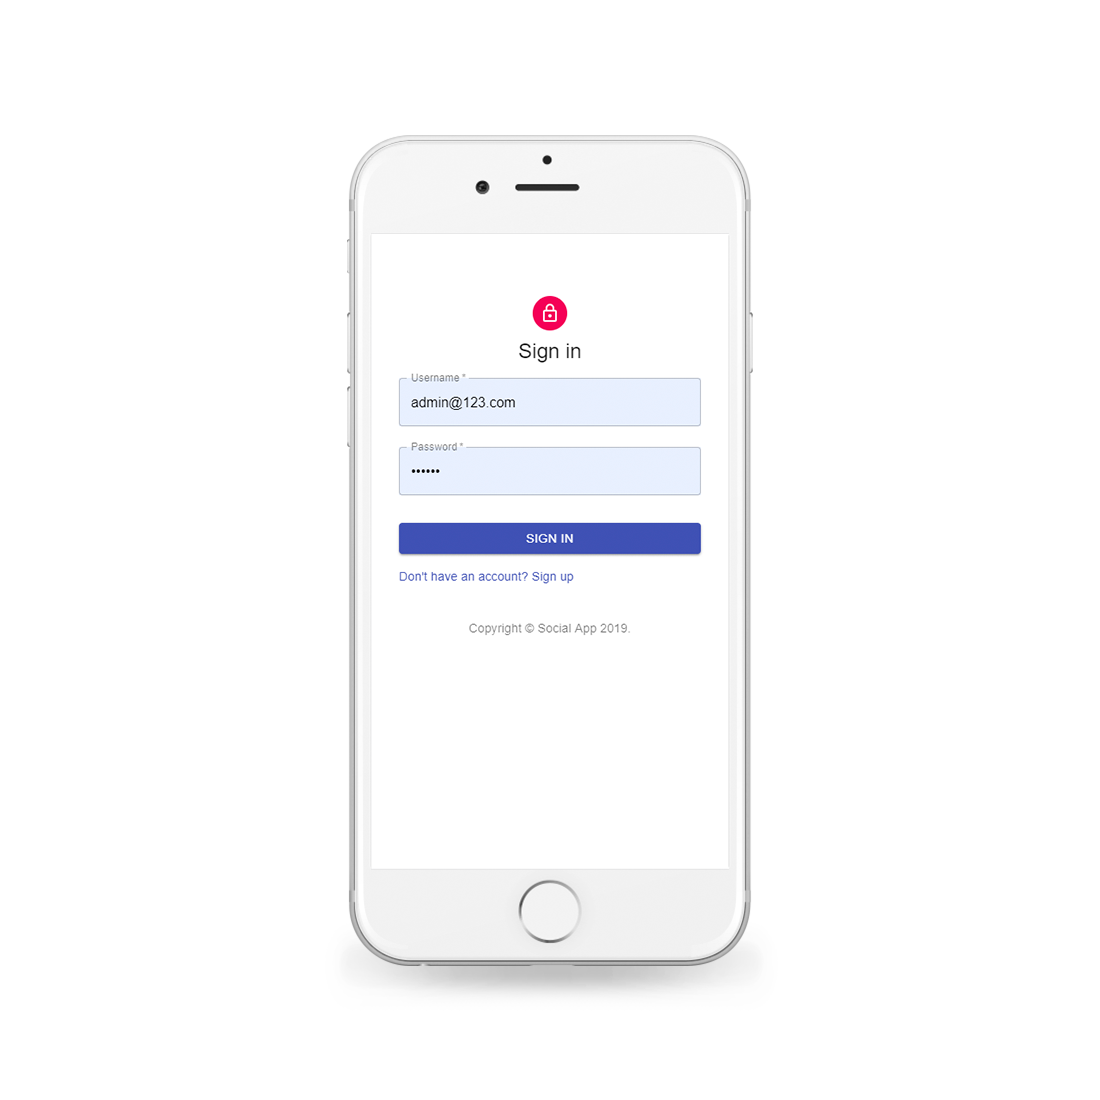 Sign in
Username *
admin@123.com
Password *
••••••
SIGN IN
Don't have an account? Sign up
Copyright © Social App 2019.